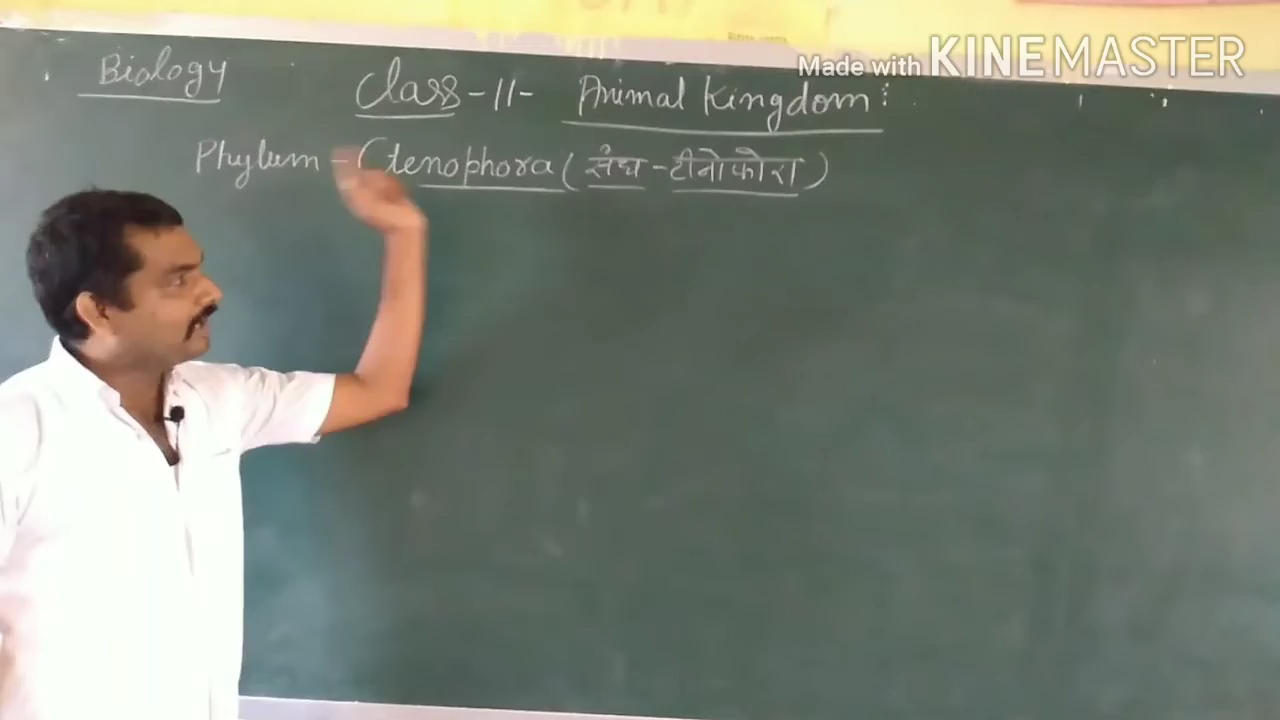 Made with KINEMASTER
Biology Class-11- Animal Kingdom :
Phylum - Ctenophora (संघ - टीनोफोरा)